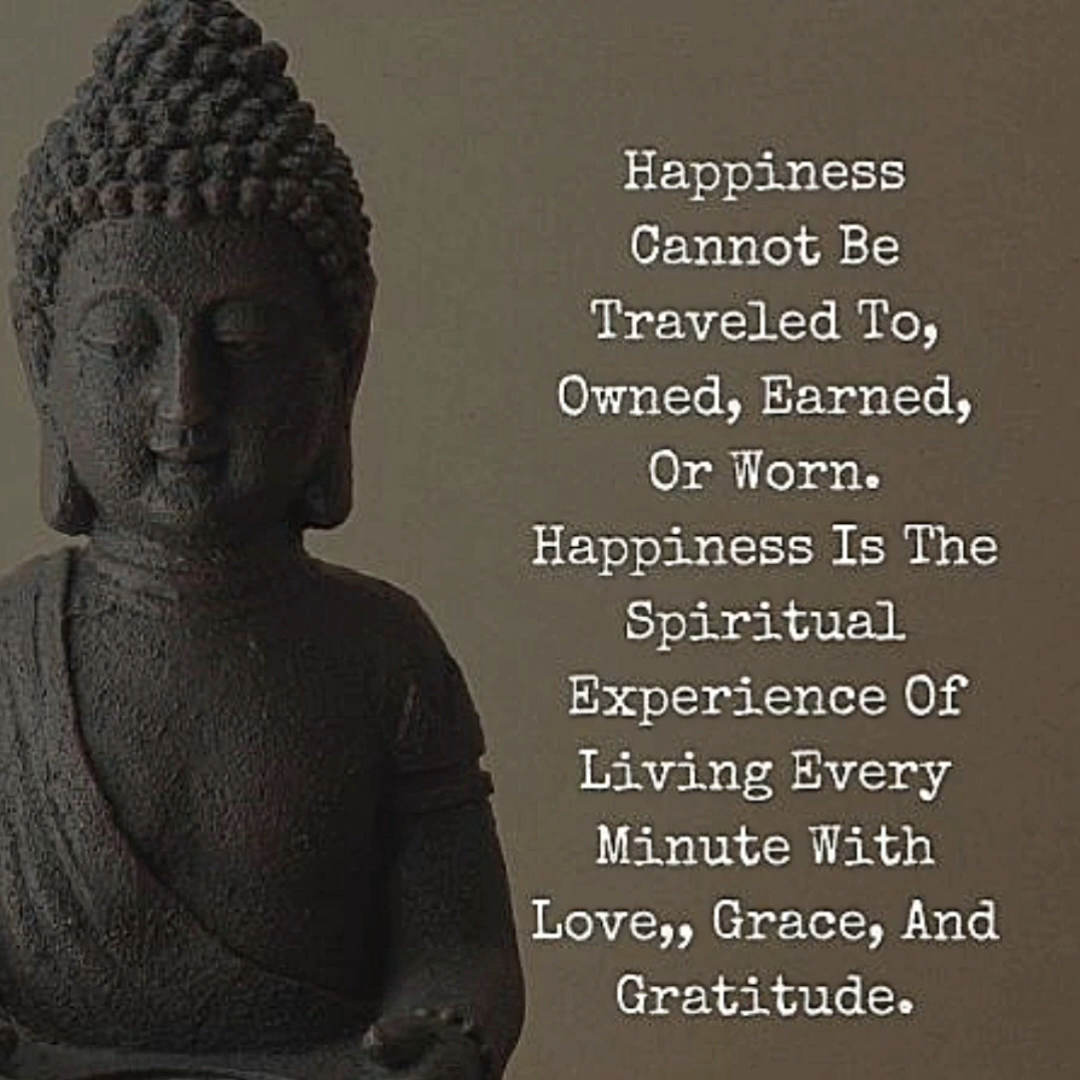 Happiness
Cannot Be
Traveled To,
Owned, Earned,
Or Worn.
Happiness Is The
Spiritual
Experience Of
Living Every
Minute With
Love,, Grace, And
Gratitude.